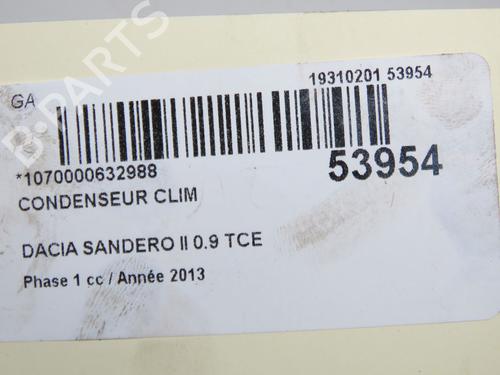 19310201 53954
GA
B-PARTS
*1070000632988
53954
CONDENSEUR CLIM
DACIA SANDERO II 0.9 TCE
Phase 1 cc / Année 2013